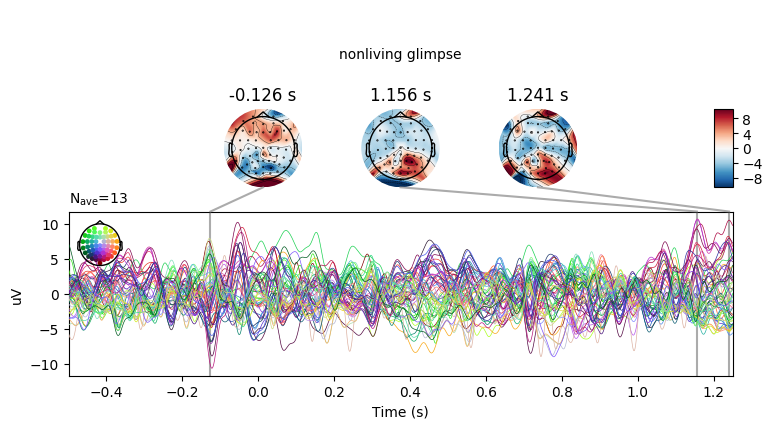 nonliving glimpse
-0.126 s 1.156 s 1.241 s
8
4
0
−4
−8
Nave=13
10
5
0
−5
−10
uV
−0.4 −0.2 0.0 0.2 0.4 0.6 0.8 1.0 1.2
Time (s)